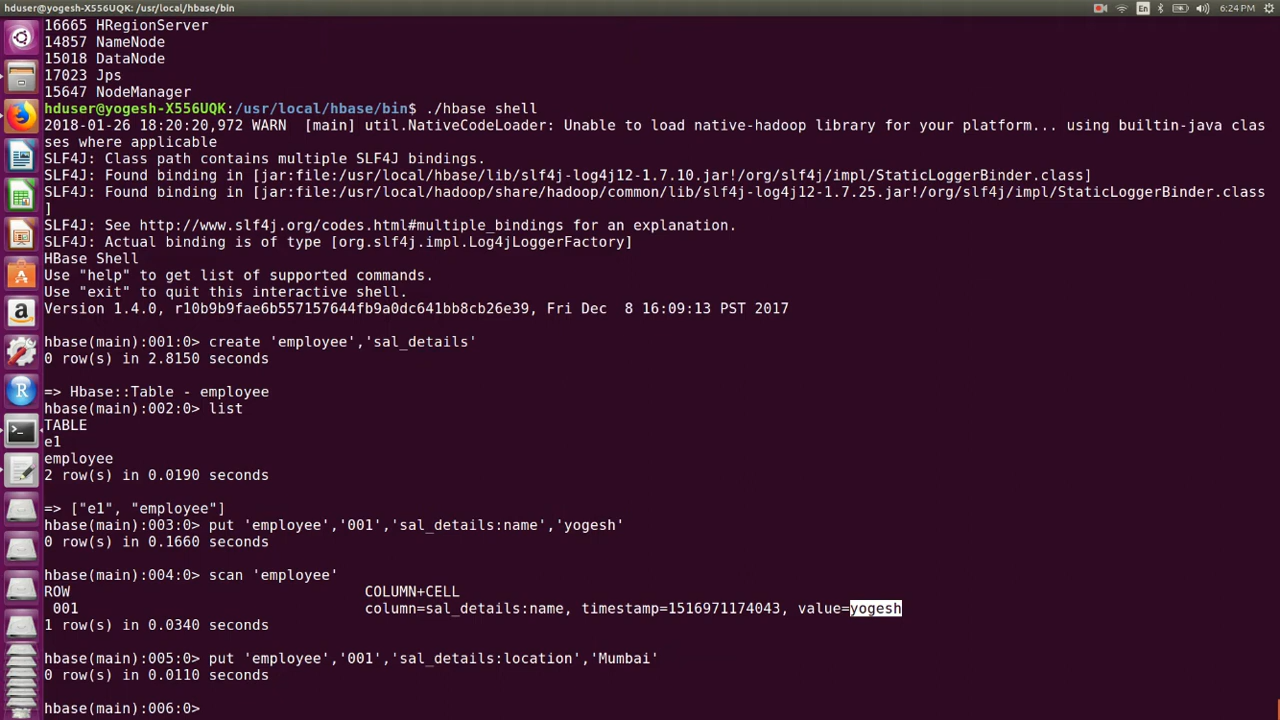 hduser@yogesh-X556UQK: /usr/local/hbase/bin
En
6:24 PM
16665 HRegionServer
14857 NameNode
15018 DataNode
17023 Jps
15647 NodeManager
hduser@yogesh-X556UQK:/usr/local/hbase/bin$ ./hbase shell
2018-01-26 18:20:20,972 WARN  [main] util.NativeCodeLoader: Unable to load native-hadoop library for your platform... using builtin-java clas
ses where applicable
SLF4J: Class path contains multiple SLF4J bindings.
SLF4J: Found binding in [jar:file:/usr/local/hbase/lib/slf4j-log4j12-1.7.10.jar!/org/slf4j/impl/StaticLoggerBinder.class]
SLF4J: Found binding in [jar:file:/usr/local/hadoop/share/hadoop/common/lib/slf4j-log4j12-1.7.25.jar!/org/slf4j/impl/StaticLoggerBinder.class
]
SLF4J: See http://www.slf4j.org/codes.html#multiple_bindings for an explanation.
SLF4J: Actual binding is of type [org.slf4j.impl.Log4jLoggerFactory]
HBase Shell
Use "help" to get list of supported commands.
Use "exit" to quit this interactive shell.
Version 1.4.0, r10b9b9fae6b557157644fb9a0dc641bb8cb26e39, Fri Dec  8 16:09:13 PST 2017
hbase(main):001:0> create 'employee','sal_details'
0 row(s) in 2.8150 seconds
=> Hbase::Table - employee
hbase(main):002:0> list
TABLE
e1
employee
2 row(s) in 0.0190 seconds
=> ["e1", "employee"]
hbase(main):003:0> put 'employee','001','sal_details:name','yogesh'
0 row(s) in 0.1660 seconds
hbase(main):004:0> scan 'employee'
ROW COLUMN+CELL
001 column=sal_details:name, timestamp=1516971174043, value=yogesh
1 row(s) in 0.0340 seconds
hbase(main):005:0> put 'employee','001','sal_details:location','Mumbai'
0 row(s) in 0.0110 seconds
hbase(main):006:0>